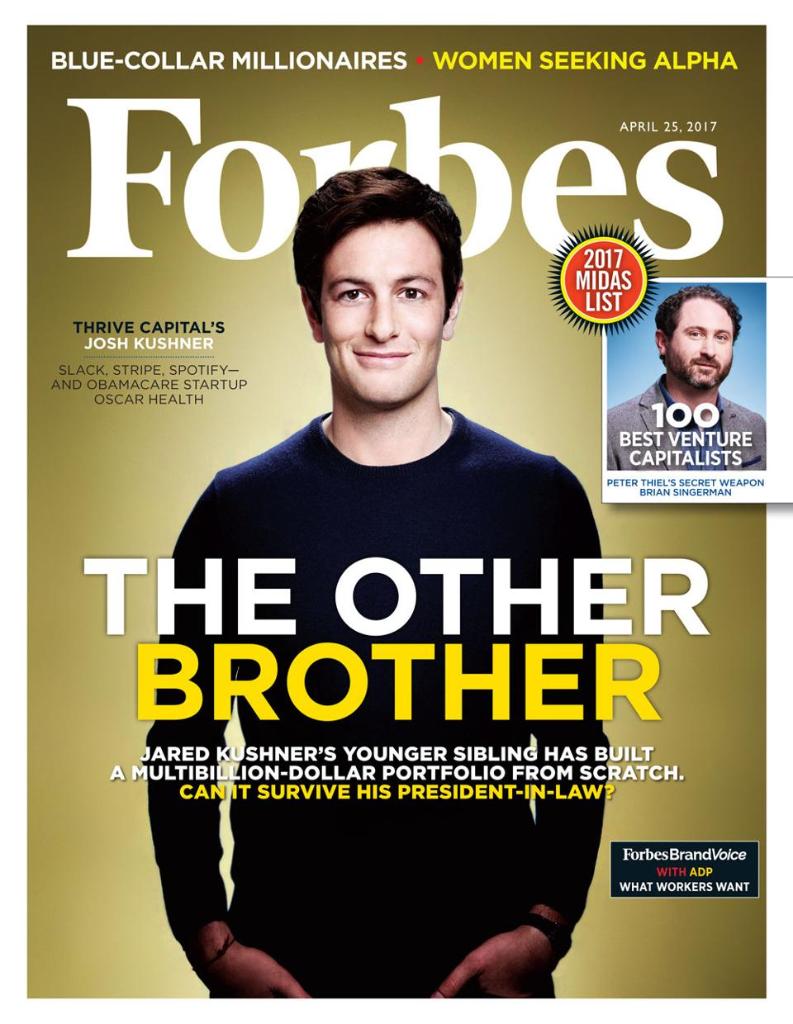 BLUE-COLLAR MILLIONAIRES • WOMEN SEEKING ALPHA
Forbes
APRIL 25, 2017
2017
MIDAS
LIST
THRIVE CAPITAL'S
JOSH KUSHNER
SLACK, STRIPE, SPOTIFY—
AND OBAMACARE STARTUP
OSCAR HEALTH
100
BEST VENTURE
CAPITALISTS
PETER THIEL'S SECRET WEAPON
BRIAN SINGERMAN
THE OTHER
BROTHER
JARED KUSHNER'S YOUNGER SIBLING HAS BUILT
A MULTIBILLION-DOLLAR PORTFOLIO FROM SCRATCH.
CAN IT SURVIVE HIS PRESIDENT-IN-LAW?
ForbesBrandVoice
WITH ADP
WHAT WORKERS WANT